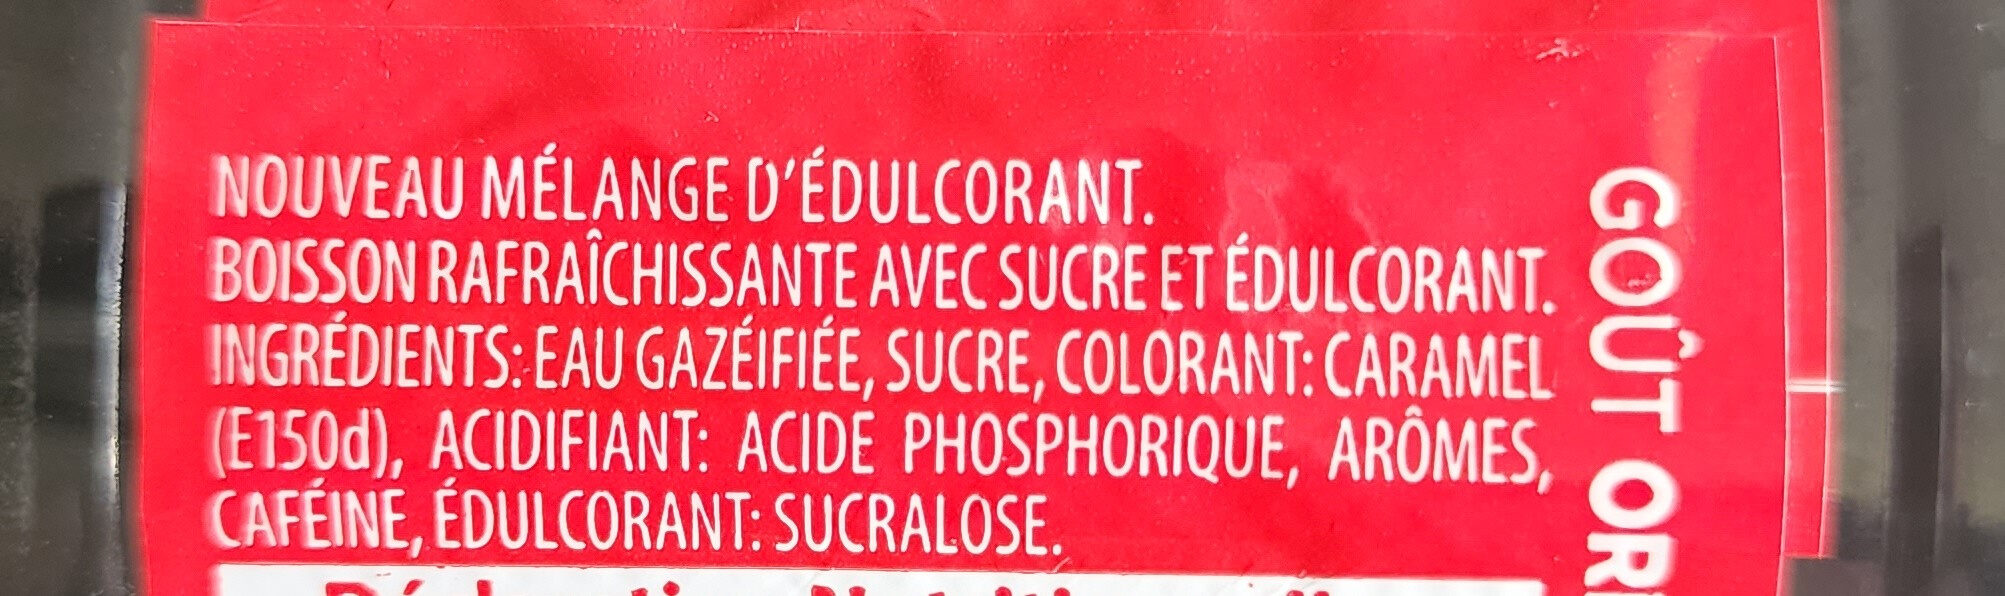 NOUVEAU MÉLANGE D'ÉDULCORANT.
BOISSON RAFRAÎCHISSANTE AVEC SUCRE ET ÉDULCORANT.
INGRÉDIENTS: EAU GAZÉIFIÉE, SUCRE, COLORANT: CARAMEL
(E150d), ACIDIFIANT: ACIDE PHOSPHORIQUE, ARÔMES,
CAFÉINE, ÉDULCORANT: SUCRALOSE.
GOÛT